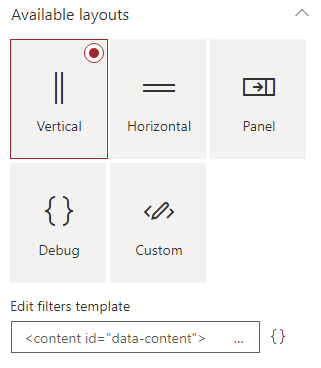 Available layouts
Vertical Horizontal Panel
{ }
Debug Custom
Edit filters template
<content id="data-content"> ... { }